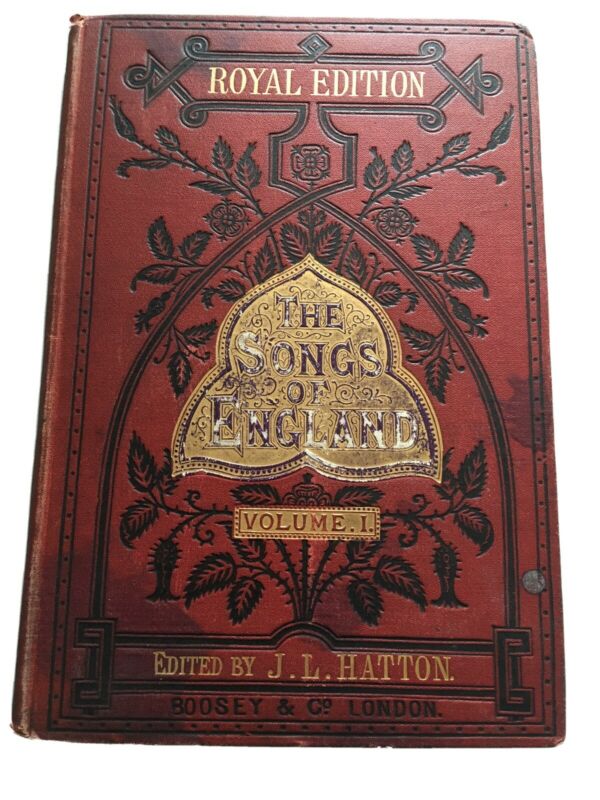 ROYAL EDITION
THE
SONGS
OF
ENGLAND
VOLUME. I.
EDITED BY J. L. HATTON.
BOOSEY & Co LONDON.